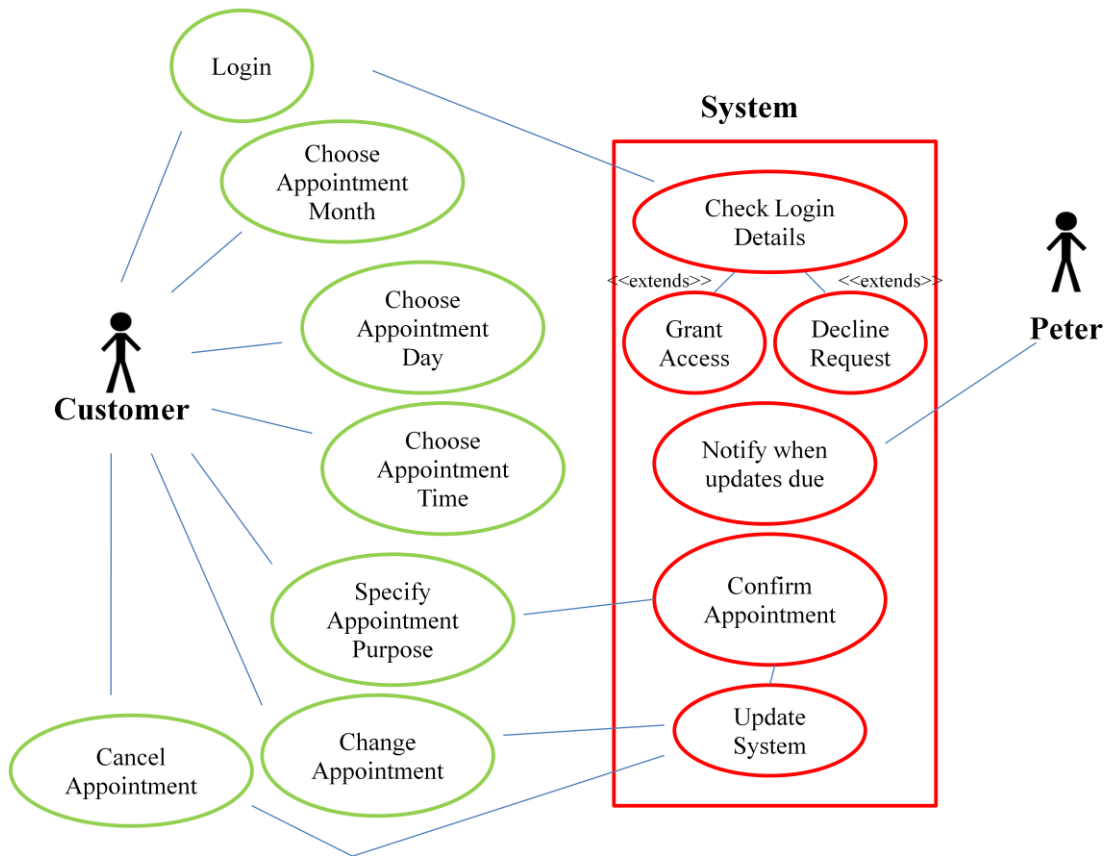 Login
Choose
Appointment
Month
System
Check Login
Details
<<extends>>
<<extends>>
Grant
Access
Decline
Request
Peter
Choose
Appointment
Day
Customer
Choose
Appointment
Time
Notify when
updates due
Specify
Appointment
Purpose
Confirm
Appointment
Cancel
Appointment
Change
Appointment
Update
System